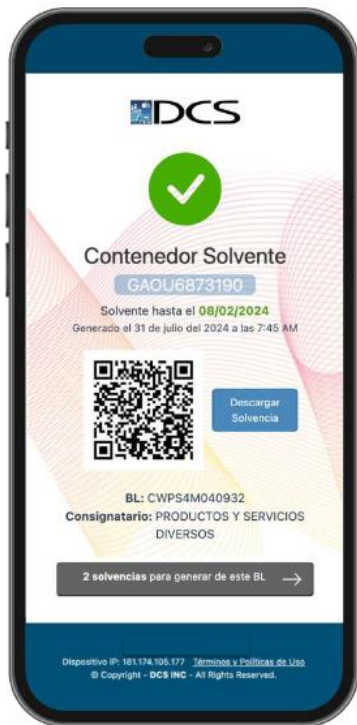 DCS
Contenedor Solvente
GAOU6873190
Solvente hasta el 08/02/2024
Generado el 31 de julio del 2024 a las 7:45 AM
Descargar
Solvencia
BL: CWPS4M040932
Consignatario: PRODUCTOS Y SERVICIOS
DIVERSOS
2 solvencias para generar de este BL
Dispositivo IP: 181.174.105.177 Términos y Políticas de Uso
© Copyright - DCS INC - All Rights Reserved.